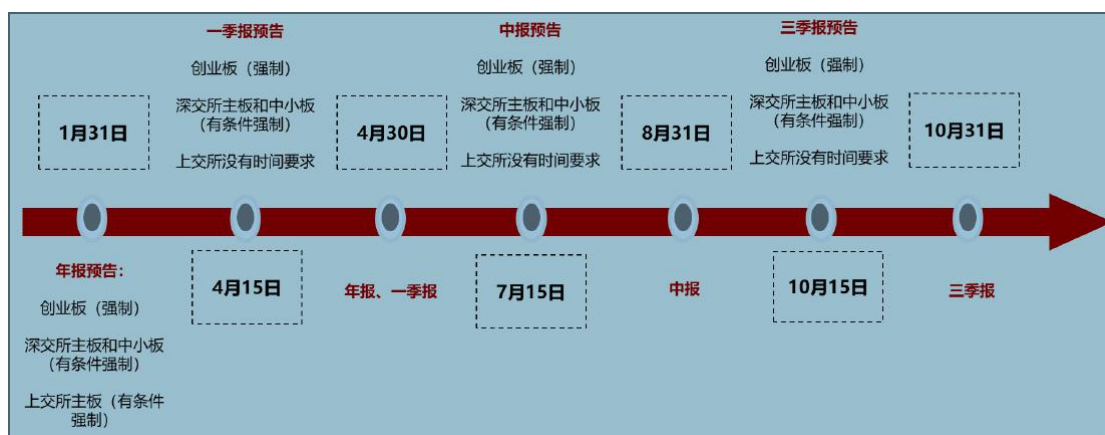 一季报预告
创业板（强制）
深交所主板和中小板
（有条件强制）
上交所没有时间要求
中报预告
创业板（强制）
深交所主板和中小板
（有条件强制）
上交所没有时间要求
三季报预告
创业板（强制）
深交所主板和中小板
（有条件强制）
上交所没有时间要求
1月31日
4月30日
8月31日
10月31日
年报预告：
创业板（强制）
深交所主板和中小板
（有条件强制）
上交所主板（有条件
强制）
4月15日
年报、一季报
7月15日
中报
10月15日
三季报